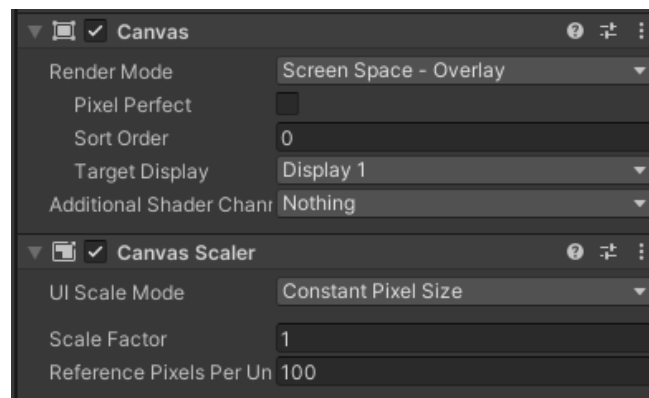 Canvas
Render Mode Screen Space - Overlay
Pixel Perfect
Sort Order 0
Target Display Display 1
Additional Shader Chanr Nothing
Canvas Scaler
UI Scale Mode Constant Pixel Size
Scale Factor 1
Reference Pixels Per Un 100